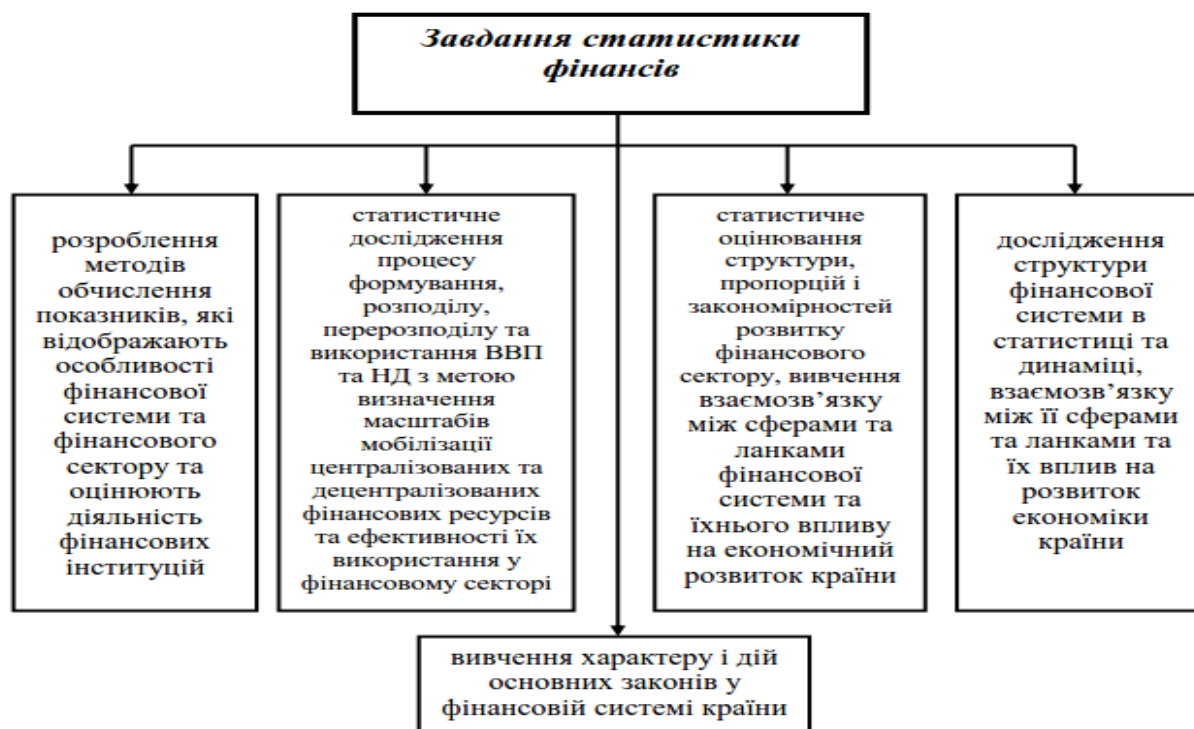 Завдання статистики
фінансів
розроблення
методів
обчислення
показників, які
відображають
особливості
фінансової
системи та
фінансового
сектору та
оцінюють
діяльність
фінансових
інституцій
статистичне
дослідження
процесу
формування,
розподілу,
перерозподілу та
використання ВВП
та НД з метою
визначення
масштабів
мобілізації
централізованих та
децентралізованих
фінансових ресурсів
та ефективності їх
використання у
фінансовому секторі
статистичне
оцінювання
структури,
пропорцій і
закономірностей
розвитку
фінансового
сектору, вивчення
взаємозв’язку
між сферами та
ланками
фінансової
системи та
їхнього впливу
на економічний
розвиток країни
дослідження
структури
фінансової
системи в
статистиці та
динаміці,
взаємозв’язку
між її сферами
та ланками та
їх вплив на
розвиток
економіки
країни
вивчення характеру і дій
основних законів у
фінансовій системі країни